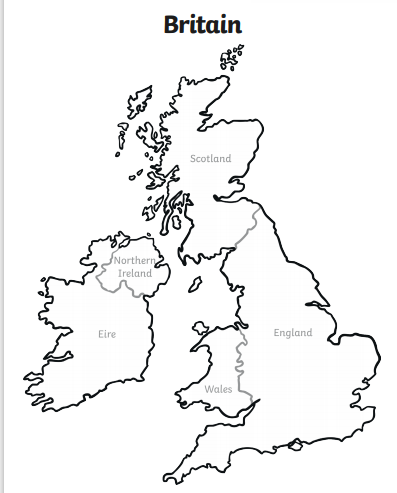 Britain
Scotland
Northern
Ireland
Eire
England
Wales